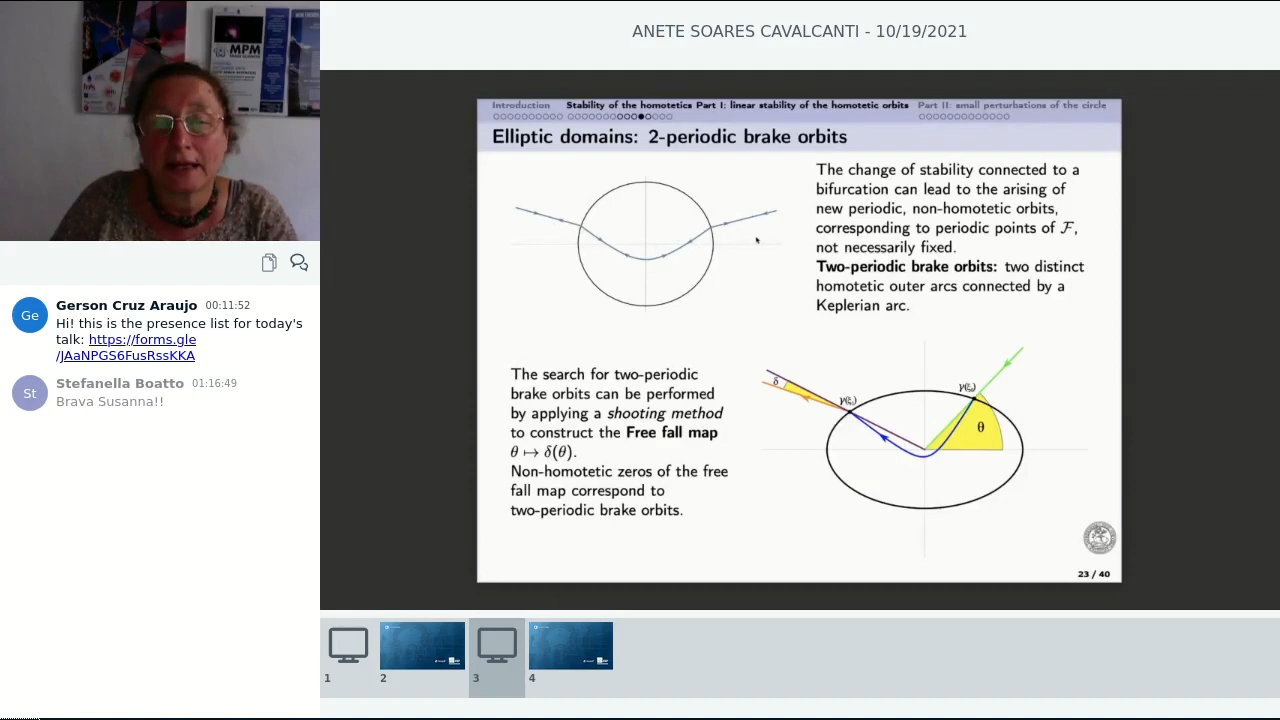 ANETE SOARES CAVALCANTI - 10/19/2021
MPM
Gerson Cruz Araujo 00:11:52
Ge
Hi! this is the presence list for today's
talk: https://forms.gle
/JAaNPGS6FusRssKKA
Stefanella Boatto 01:16:49
St
Brava Susanna!!
Introduction Stability of the homotetics Part I: linear stability of the homotetic orbits Part II: small perturbations of the circle
Elliptic domains: 2-periodic brake orbits
The change of stability connected to a
bifurcation can lead to the arising of
new periodic, non-homotetic orbits,
corresponding to periodic points of ℱ,
not necessarily fixed.
Two-periodic brake orbits: two distinct
homotetic outer arcs connected by a
Keplerian arc.
The search for two-periodic
brake orbits can be performed
by applying a shooting method
to construct the Free fall map
θ ↦ δ(θ).
Non-homotetic zeros of the free
fall map correspond to
two-periodic brake orbits.
δ
γ(ξ₁)
γ(ξ₀)
θ
23 / 40
1
2
3
4